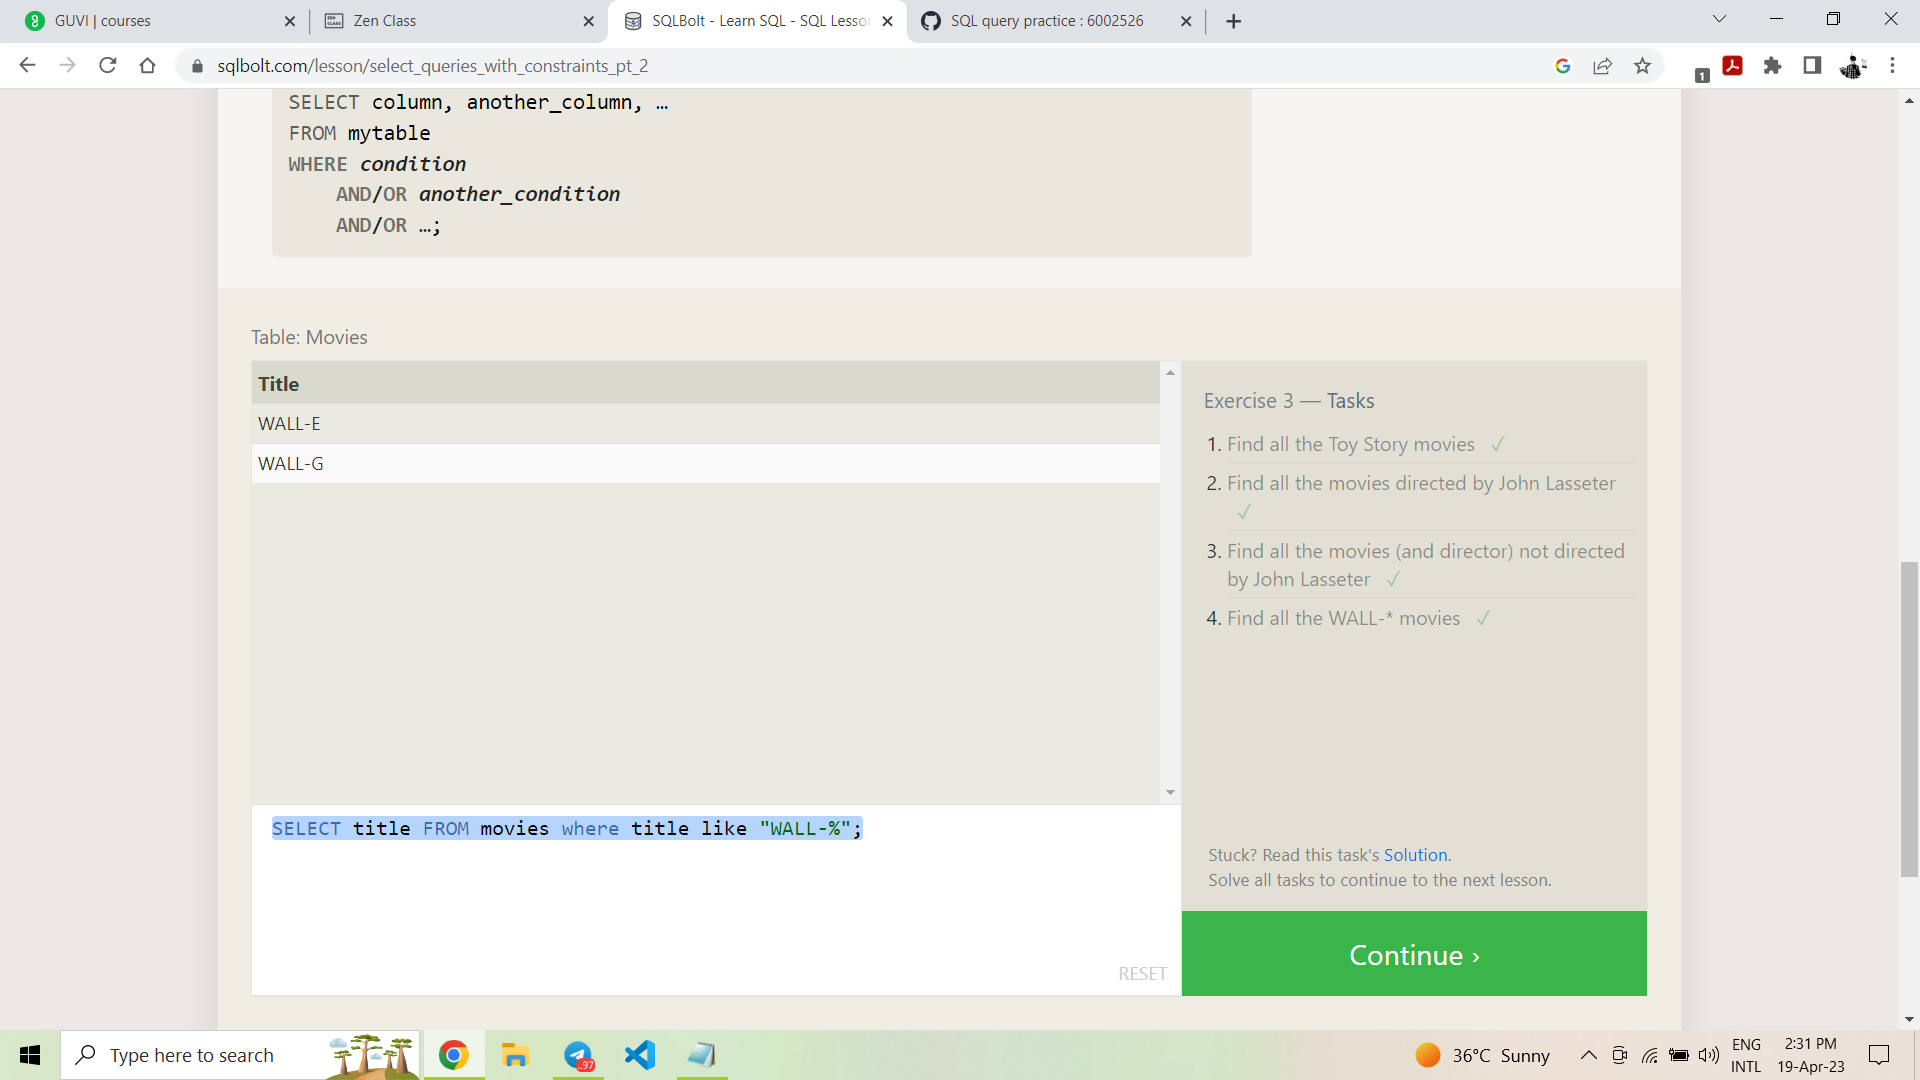 GUVI | courses
Zen Class
SQLBolt - Learn SQL - SQL Lesso
SQL query practice : 6002526
sqlbolt.com/lesson/select_queries_with_constraints_pt_2
1
SELECT column, another_column, …
FROM mytable
WHERE condition
AND/OR another_condition
AND/OR …;
Table: Movies
Title
WALL-E
WALL-G
Exercise 3 — Tasks
1. Find all the Toy Story movies ✓
2. Find all the movies directed by John Lasseter
✓
3. Find all the movies (and director) not directed
by John Lasseter ✓
4. Find all the WALL-* movies ✓
SELECT title FROM movies where title like "WALL-%";
RESET
Stuck? Read this task's Solution.
Solve all tasks to continue to the next lesson.
Continue ›
Type here to search
..97
36°C Sunny
ENG
INTL
2:31 PM
19-Apr-23